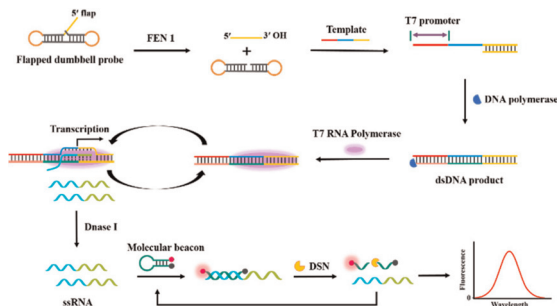 5' flap
Flapped dumbbell probe
FEN 1
5' 3' OH
+
Template
T7 promoter
DNA polymerase
dsDNA product
T7 RNA Polymerase
Transcription
Dnase I
ssRNA
Molecular beacon
DSN
Fluorescence
0
Wavelength